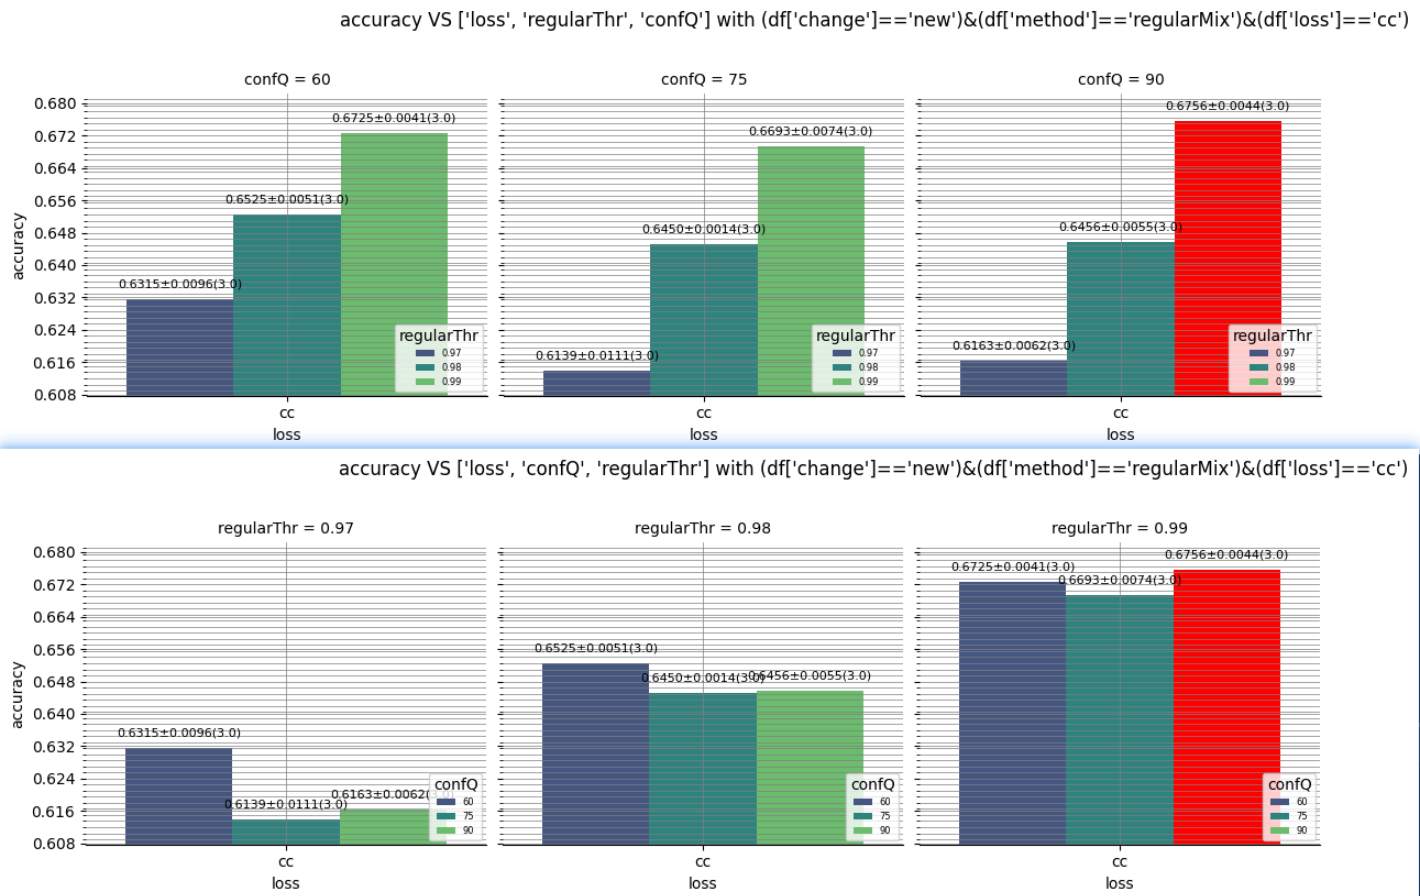 accuracy VS ['loss', 'regularThr', 'confQ'] with (df['change']=='new')&(df['method']=='regularMix')&(df['loss']=='cc')
confQ = 60
confQ = 75
confQ = 90
accuracy
0.680
0.672
0.664
0.656
0.648
0.640
0.632
0.624
0.616
0.608
0.6315±0.0096(3.0)
0.6525±0.0051(3.0)
0.6725±0.0041(3.0)
regularThr
0.97
0.98
0.99
cc
loss
0.6139±0.0111(3.0)
0.6450±0.0014(3.0)
0.6693±0.0074(3.0)
regularThr
0.97
0.98
0.99
cc
loss
0.6163±0.0062(3.0)
0.6456±0.0055(3.0)
0.6756±0.0044(3.0)
regularThr
0.97
0.98
0.99
cc
loss
accuracy VS ['loss', 'confQ', 'regularThr'] with (df['change']=='new')&(df['method']=='regularMix')&(df['loss']=='cc')
regularThr = 0.97
regularThr = 0.98
regularThr = 0.99
accuracy
0.680
0.672
0.664
0.656
0.648
0.640
0.632
0.624
0.616
0.608
0.6315±0.0096(3.0)
0.6139±0.0111(3.0)
0.6163±0.0062
confQ
60
75
90
cc
loss
0.6525±0.0051(3.0)
0.6450±0.0014(3.0)
0.6456±0.0055(3.0)
confQ
60
75
90
cc
loss
0.6725±0.0041(3.0)
0.6693±0.0074(3.0)
0.6756±0.0044(3.0)
confQ
60
75
90
cc
loss